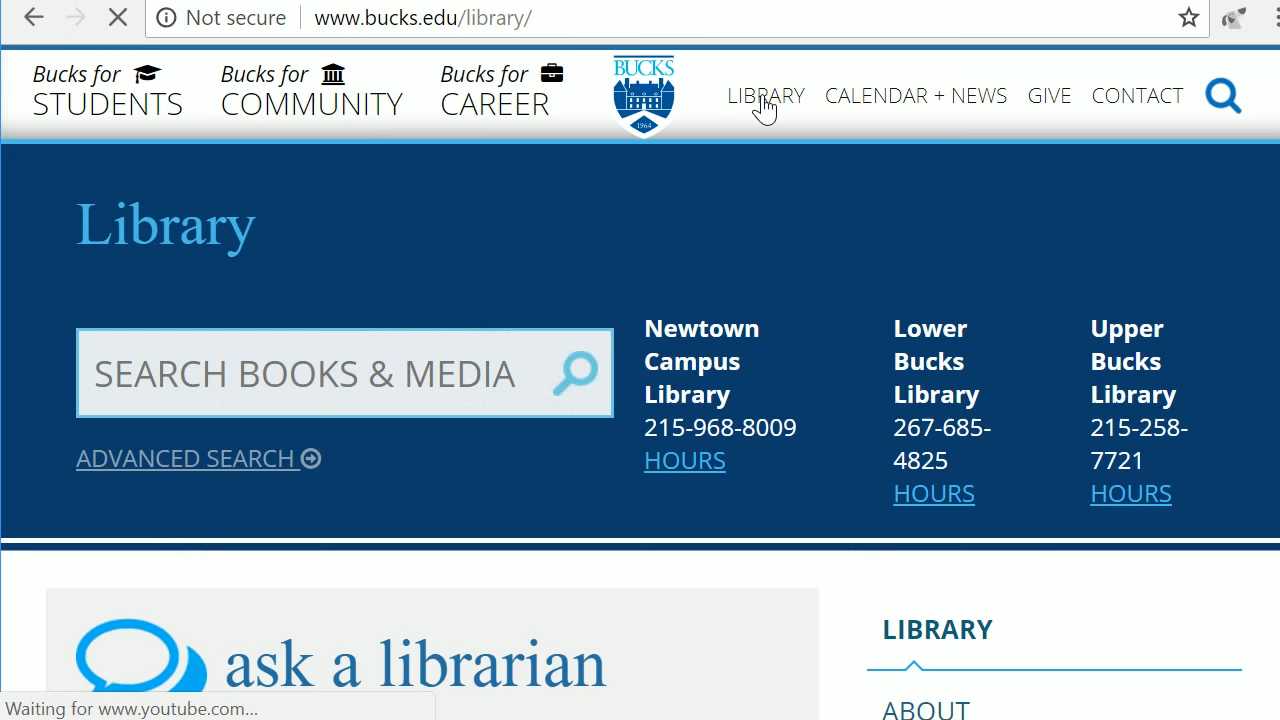 Not secure www.bucks.edu/library/
Bucks for STUDENTS
Bucks for COMMUNITY
Bucks for CAREER
BUCKS
1964
LIBRARY CALENDAR + NEWS GIVE CONTACT
Library
SEARCH BOOKS & MEDIA
ADVANCED SEARCH
Newtown
Campus
Library
215-968-8009
HOURS
Lower
Bucks
Library
267-685-
4825
HOURS
Upper
Bucks
Library
215-258-
7721
HOURS
ask a librarian
LIBRARY
ABOUT
Waiting for www.youtube.com...